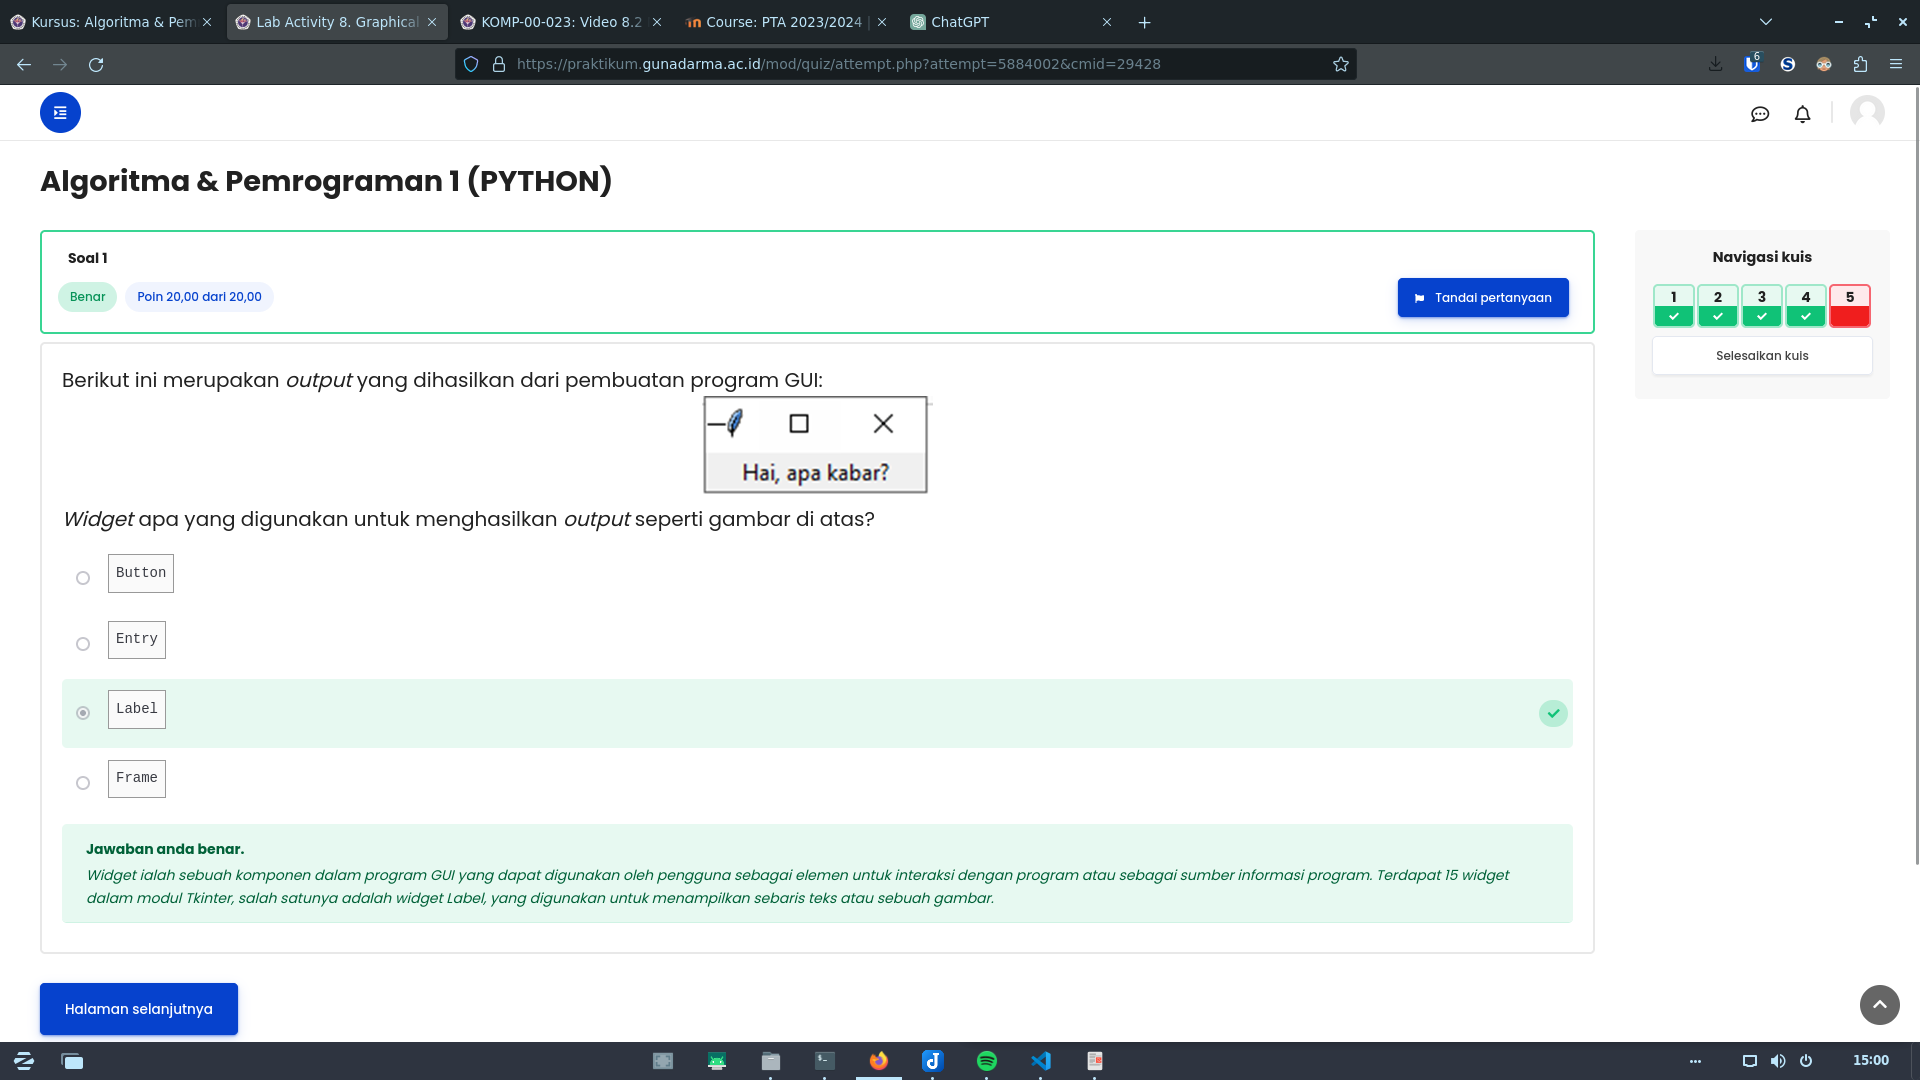 Kursus: Algoritma & Pem
Lab Activity 8. Graphical
KOMP-00-023: Video 8.2
Course: PTA 2023/2024 |
ChatGPT
https://praktikum.gunadarma.ac.id/mod/quiz/attempt.php?attempt=5884002&cmid=29428
6
Algoritma & Pemrograman 1 (PYTHON)
Soal 1
Benar
Poin 20,00 dari 20,00
Tandai pertanyaan
Navigasi kuis
1 2 3 4 5
Selesaikan kuis
Berikut ini merupakan output yang dihasilkan dari pembuatan program GUI:
Hai, apa kabar?
Widget apa yang digunakan untuk menghasilkan output seperti gambar di atas?
Button
Entry
Label
Frame
Jawaban anda benar.
Widget ialah sebuah komponen dalam program GUI yang dapat digunakan oleh pengguna sebagai elemen untuk interaksi dengan program atau sebagai sumber informasi program. Terdapat 15 widget
dalam modul Tkinter, salah satunya adalah widget Label, yang digunakan untuk menampilkan sebaris teks atau sebuah gambar.
Halaman selanjutnya
15:00